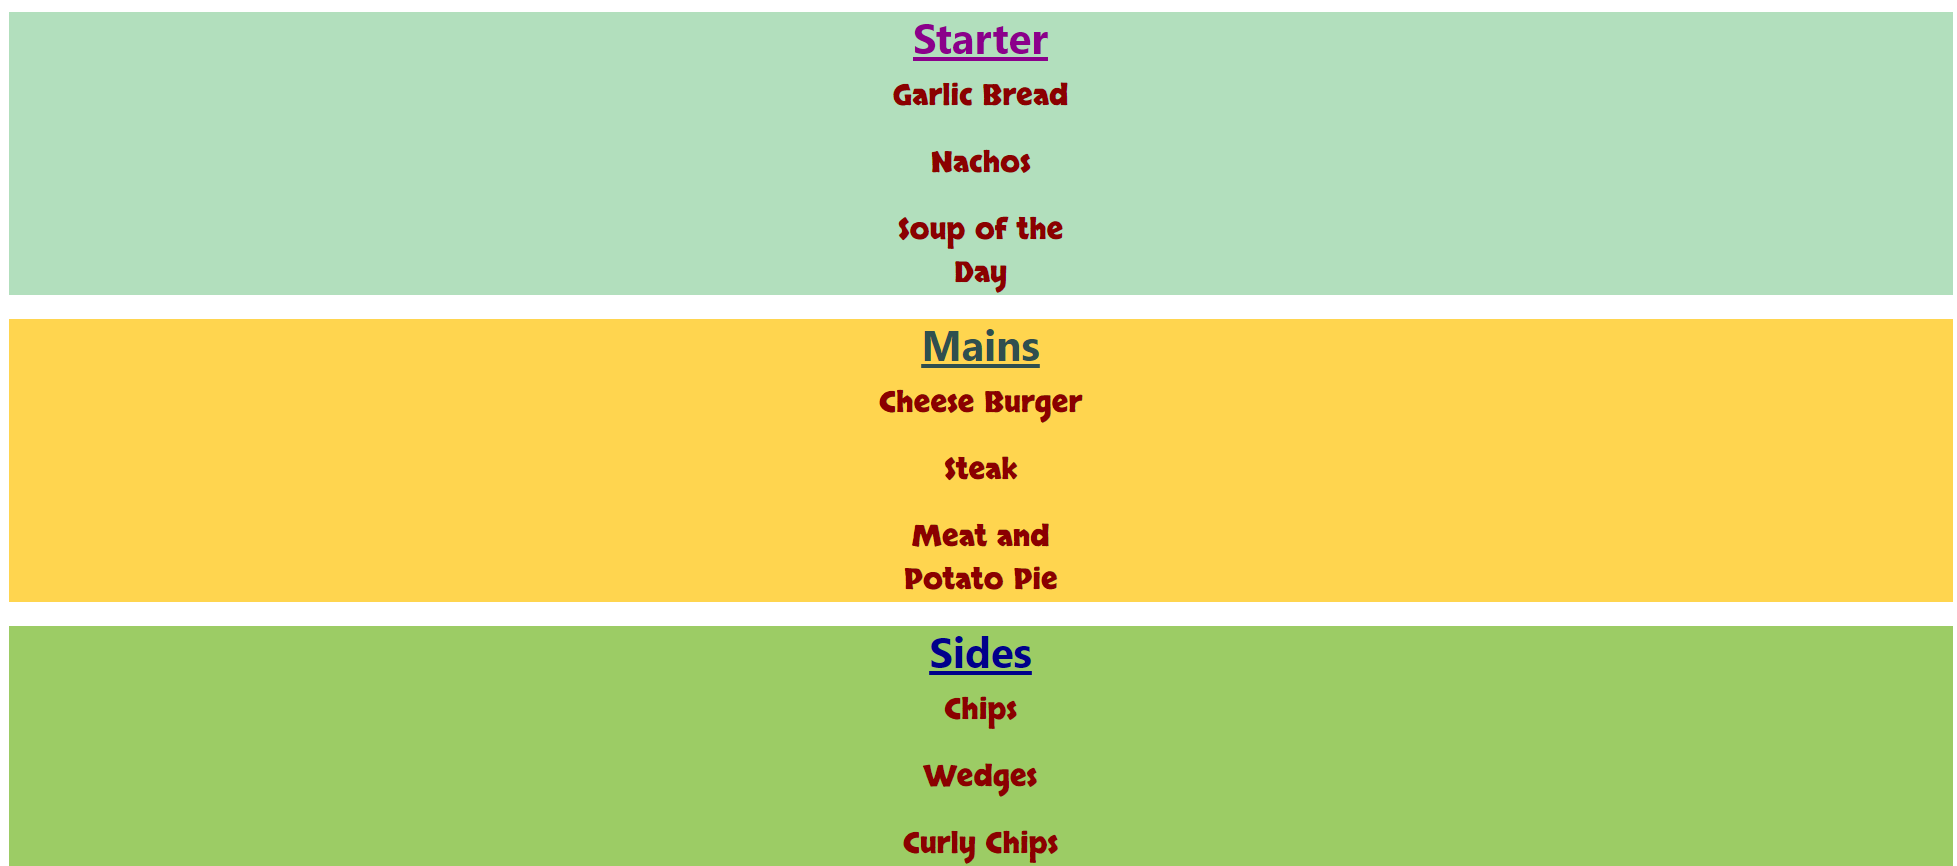 Starter
Garlic Bread
Nachos
Soup of the
Day
Mains
Cheese Burger
Steak
Meat and
Potato Pie
Sides
Chips
Wedges
Curly Chips